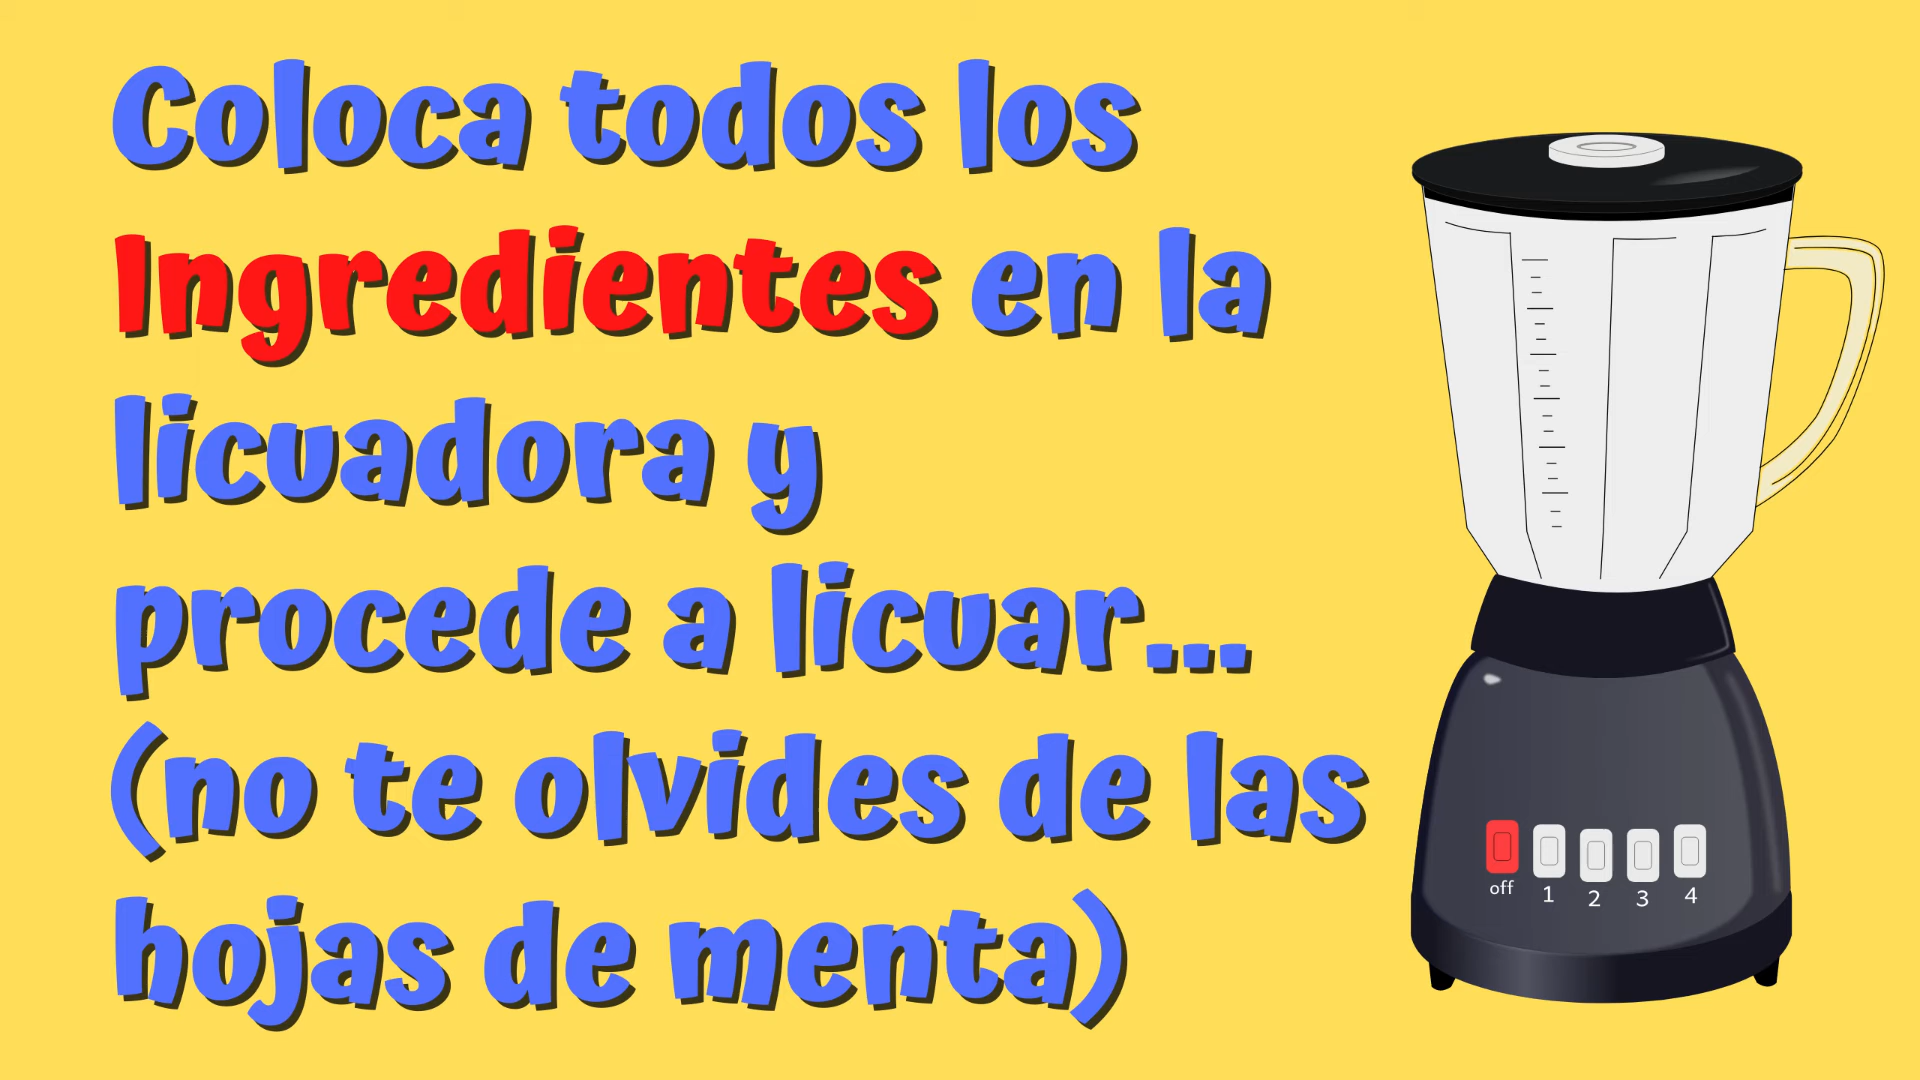 Coloca todos los
Ingredientes en la
licuadora y
procede a licuar...
(no te olvides de las
hojas de menta)
off 1 2 3 4